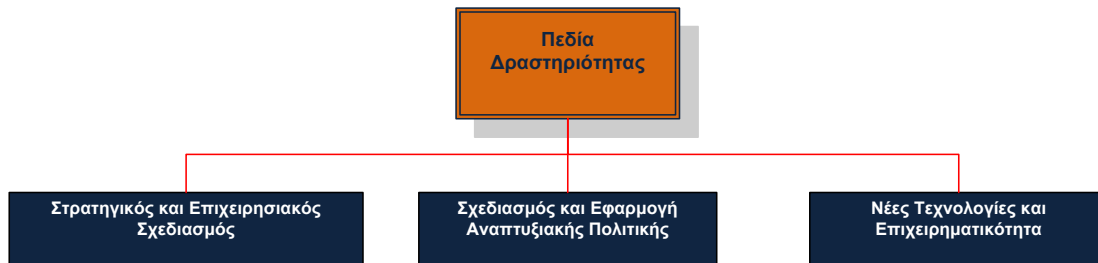 Πεδία
Δραστηριότητας
Στρατηγικός και Επιχειρησιακός
Σχεδιασμός
Σχεδιασμός και Εφαρμογή
Αναπτυξιακής Πολιτικής
Νέες Τεχνολογίες και
Επιχειρηματικότητα